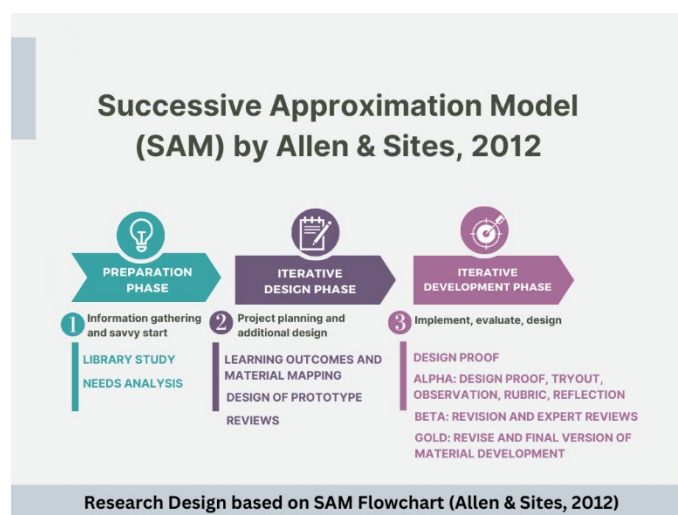 Successive Approximation Model
(SAM) by Allen & Sites, 2012
PREPARATION
PHASE
1 Information gathering
and savvy start
LIBRARY STUDY
NEEDS ANALYSIS
ITERATIVE
DESIGN PHASE
2 Project planning and
additional design
LEARNING OUTCOMES AND
MATERIAL MAPPING
DESIGN OF PROTOTYPE
REVIEWS
ITERATIVE
DEVELOPMENT PHASE
3 Implement, evaluate, design
DESIGN PROOF
ALPHA: DESIGN PROOF, TRYOUT,
OBSERVATION, RUBRIC, REFLECTION
BETA: REVISION AND EXPERT REVIEWS
GOLD: REVISE AND FINAL VERSION OF
MATERIAL DEVELOPMENT
Research Design based on SAM Flowchart (Allen & Sites, 2012)